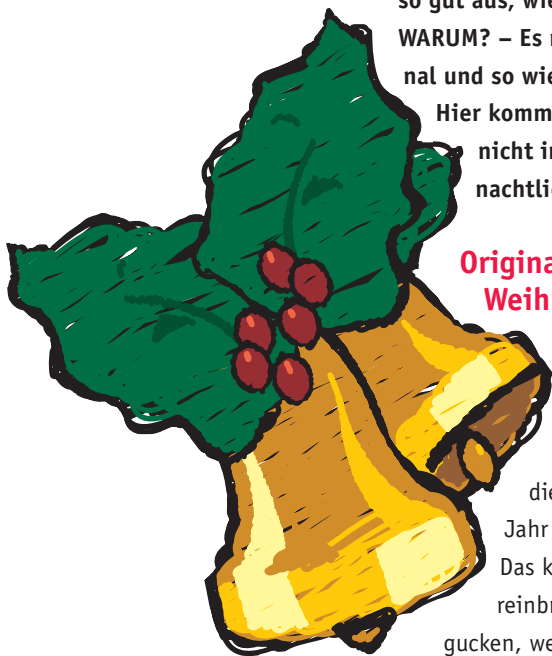 so gut aus, wie
WARUM? – Es
nal und so wie
Hier komm
nicht
nachtli
Origina
Weih
die
Jahr
Das k
reinbr
gucken, we